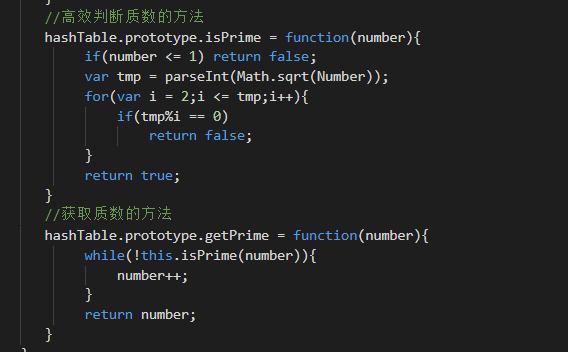 }
//高效判断质数的方法
hashTable.prototype.isPrime = function(number){
if(number <= 1) return false;
var tmp = parseInt(Math.sqrt(Number));
for(var i = 2;i <= tmp;i++){
if(tmp%i == 0)
return false;
}
return true;
}
//获取质数的方法
hashTable.prototype.getPrime = function(number){
while(!this.isPrime(number)){
number++;
}
return number;
}
}